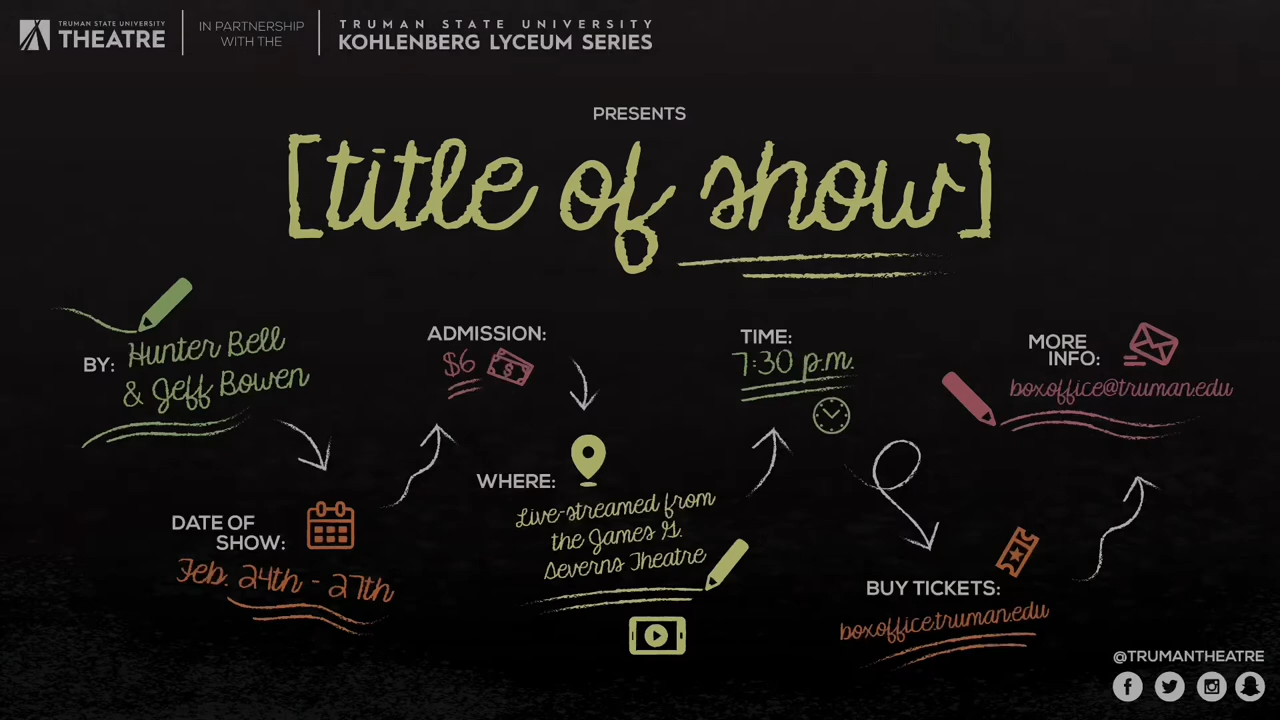 TRUMAN STATE UNIVERSITY
THEATRE
IN PARTNERSHIP
WITH THE
TRUMAN STATE UNIVERSITY
KOHLENBERG LYCEUM SERIES
PRESENTS
[title of show]
BY: Hunter Bell
& Jeff Bowen
DATE OF
SHOW:
Feb. 24th - 27th
ADMISSION:
$6
WHERE:
Live-streamed from
the James G.
Severns Theatre
TIME:
7:30 p.m.
BUY TICKETS:
boxoffice.truman.edu
MORE
INFO:
boxoffice@truman.edu
@TRUMANTHEATRE